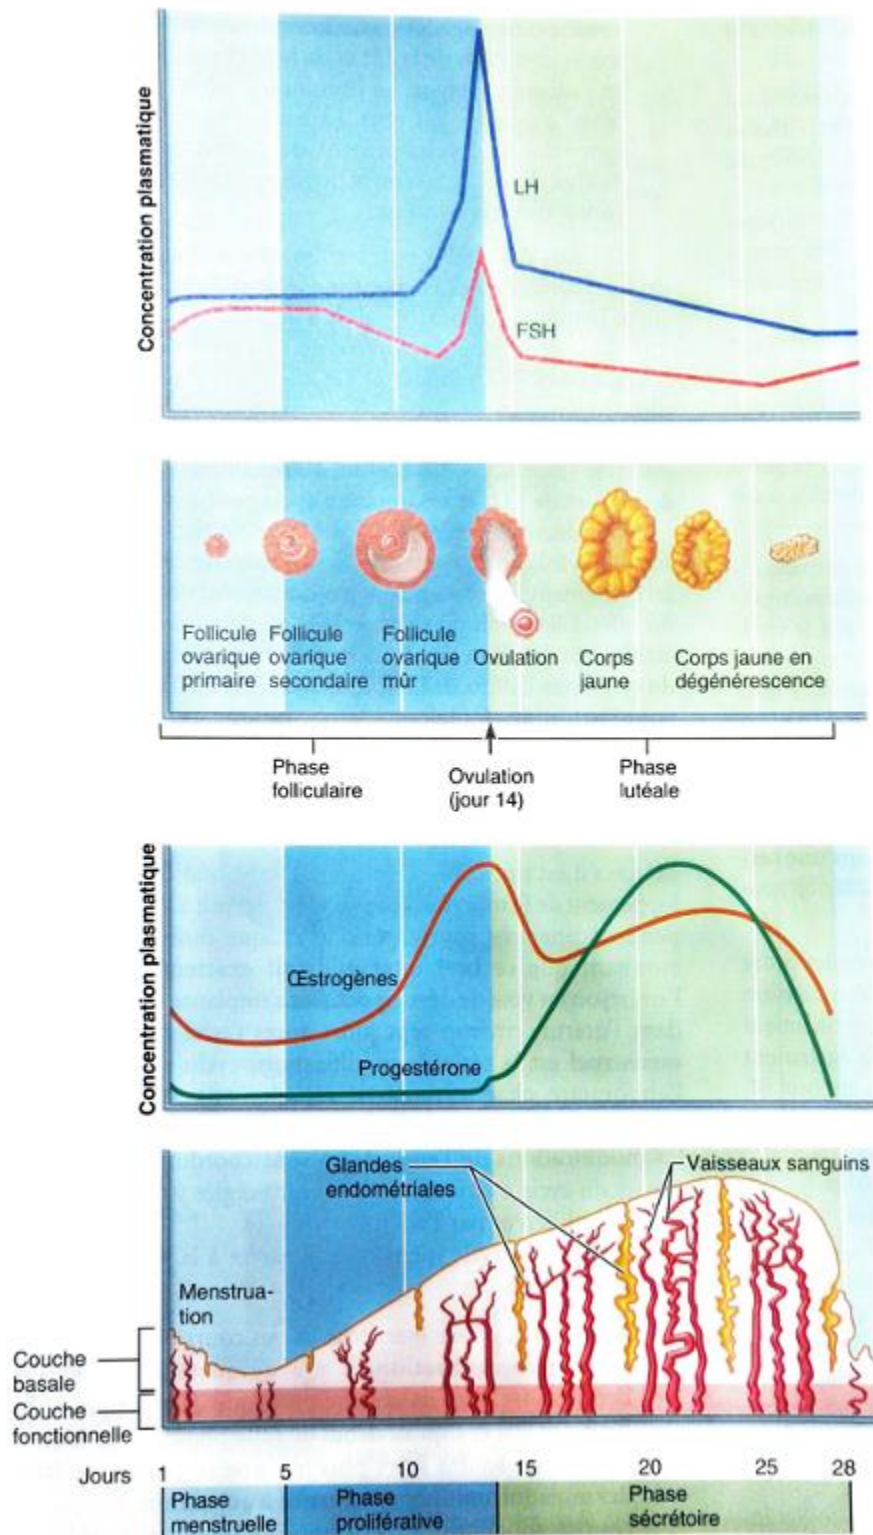 Concentration plasmatique
LH
FSH
Follicule
ovarique
primaire
Follicule
ovarique
secondaire
Follicule
ovarique
mûr
Ovulation
Corps
jaune
Corps jaune en
dégénérescence
Phase
folliculaire
Ovulation
(jour 14)
Phase
lutéale
Concentration plasmatique
Œstrogènes
Progestérone
Glandes
endométriales
Vaisseaux sanguins
Menstrua-
tion
Couche
basale
Couche
fonctionnelle
Jours 1 5 10 15 20 25 28
Phase
menstruelle
Phase
proliférative
Phase
sécrétoire